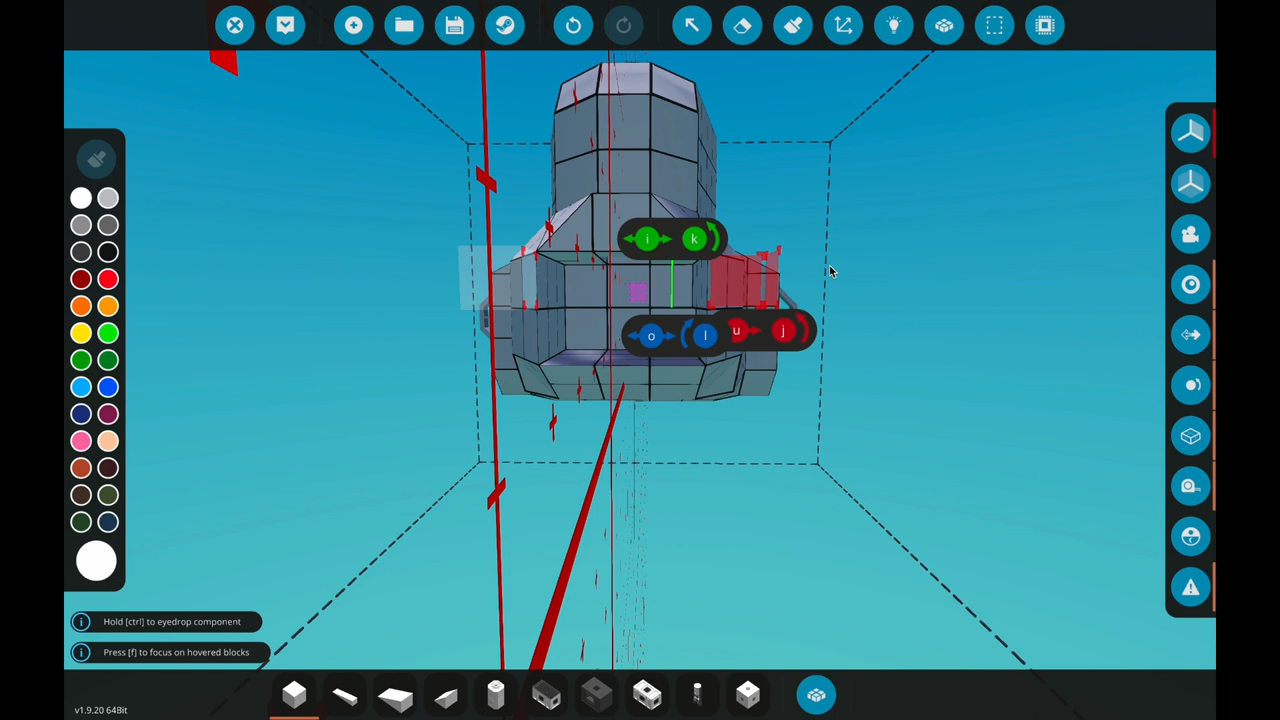 i k
o l u j
Hold [ctrl] to eyedrop component
Press [f] to focus on hovered blocks
v1.9.20 64Bit